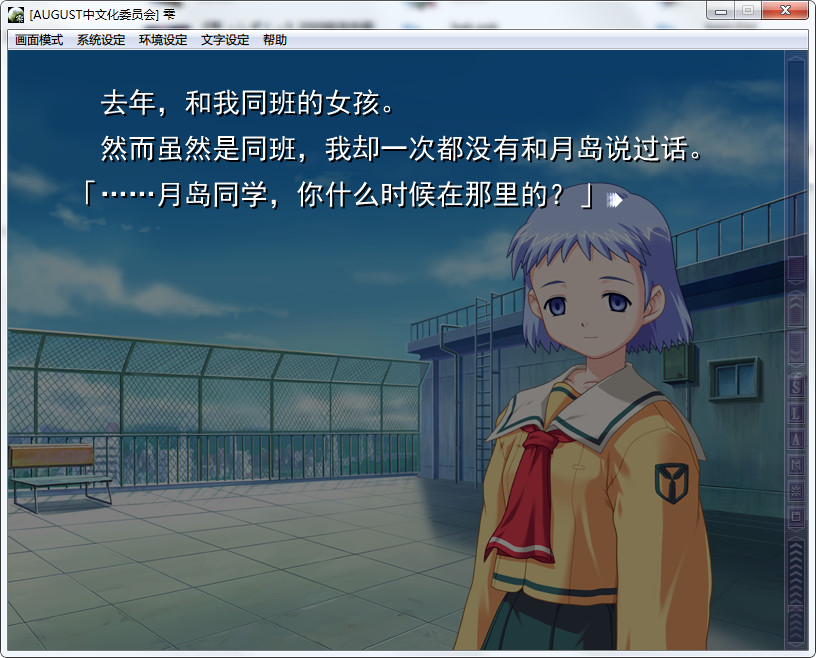 [AUGUST中文化委员会] 雫
画面模式 系统设定 环境设定 文字设定 帮助
去年，和我同班的女孩。
然而虽然是同班，我却一次都没有和月岛说过话。
「……月岛同学，你什么时候在那里的？」
S
L
A